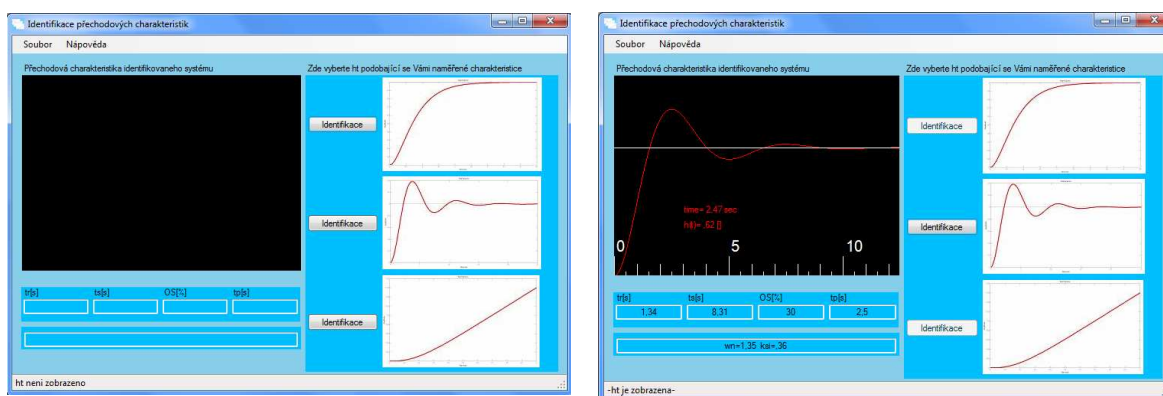 Identifikace přechodových charakteristik
Soubor Nápověda
Přechodová charakteristika identifikovaneho systému
Zde vyberte ht podobající se Vámi naměřené charakteristice
Identifikace
Identifikace
Identifikace
tr[s] ts[s] OS[%] tp[s]
ht neni zobrazeno
Identifikace přechodových charakteristik
Soubor Nápověda
Přechodová charakteristika identifikovaneho systému
Zde vyberte ht podobající se Vámi naměřené charakteristice
time= 2,47 sec
h(t)= ,62 []
0 5 10
Identifikace
Identifikace
Identifikace
tr[s] ts[s] OS[%] tp[s]
1,34 8,31 30 2,5
wn=1,35 ksi=,36
-ht je zobrazena-